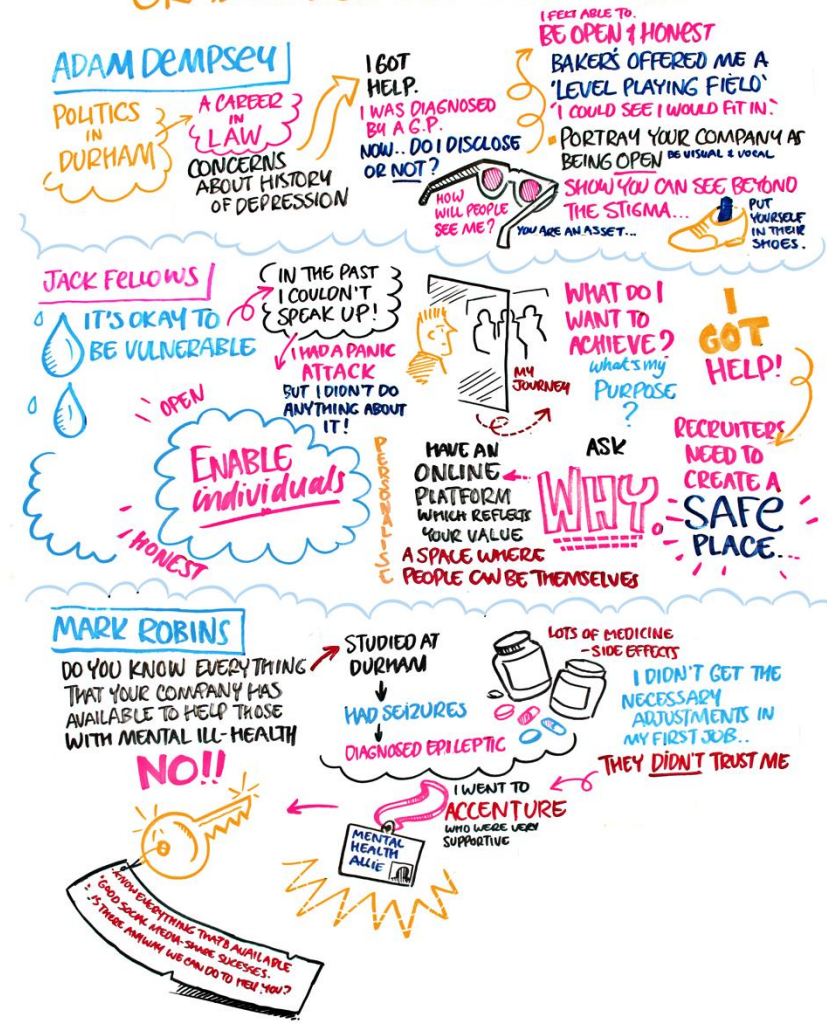 ADAM DEMPSEY
POLITICS
IN
DURHAM
A CAREER
IN
LAW
CONCERNS
ABOUT HISTORY
OF DEPRESSION
I GOT
HELP.
I WAS DIAGNOSED
BY A G.P.
NOW.. DO I DISCLOSE
OR NOT?
HOW
WILL PEOPLE
SEE ME?
YOU ARE AN ASSET...
I FELT ABLE TO.
BE OPEN & HONEST
BAKER'S OFFERED ME A
'LEVEL PLAYING FIELD'
'I COULD SEE I WOULD FIT IN.'
PORTRAY YOUR COMPANY AS
BEING OPEN BE VISUAL & VOCAL
SHOW YOU CAN SEE BEYOND
THE STIGMA...
PUT
YOURSELF
IN THEIR
SHOES.
JACK FELLOWS
IT'S OKAY TO
BE VULNERABLE
IN THE PAST
I COULDN'T
SPEAK UP!
I HAD A PANIC
ATTACK
BUT I DIDN'T DO
ANYTHING ABOUT
IT!
OPEN
ENABLE
individuals
HONEST
MY
JOURNEY
WHAT DO I
WANT TO
ACHIEVE?
what's my
PURPOSE
?
I
GOT
HELP!
RECRUITERS
NEED TO
CREATE A
SAFE
PLACE...
ASK
WHY.
PERSONALISE
HAVE AN
ONLINE
PLATFORM
WHICH REFLECTS
YOUR VALUE
A SPACE WHERE
PEOPLE CAN BE THEMSELVES
MARK ROBINS
DO YOU KNOW EVERYTHING
THAT YOUR COMPANY HAS
AVAILABLE TO HELP THOSE
WITH MENTAL ILL-HEALTH
NO!!
STUDIED AT
DURHAM
HAD SEIZURES
DIAGNOSED EPILEPTIC
LOTS OF MEDICINE
- SIDE EFFECTS
I DIDN'T GET THE
NECESSARY
ADJUSTMENTS IN
MY FIRST JOB..
THEY DIDN'T TRUST ME
I WENT TO
ACCENTURE
WHO WERE VERY
SUPPORTIVE
MENTAL
HEALTH
ALLIE
KNOW EVERYTHING THATS AVAILABLE
GOOD SOCIAL MEDIA-SHARE SUCESSES.
IS THERE ANYWAY WE CAN DO TO HELP YOU?